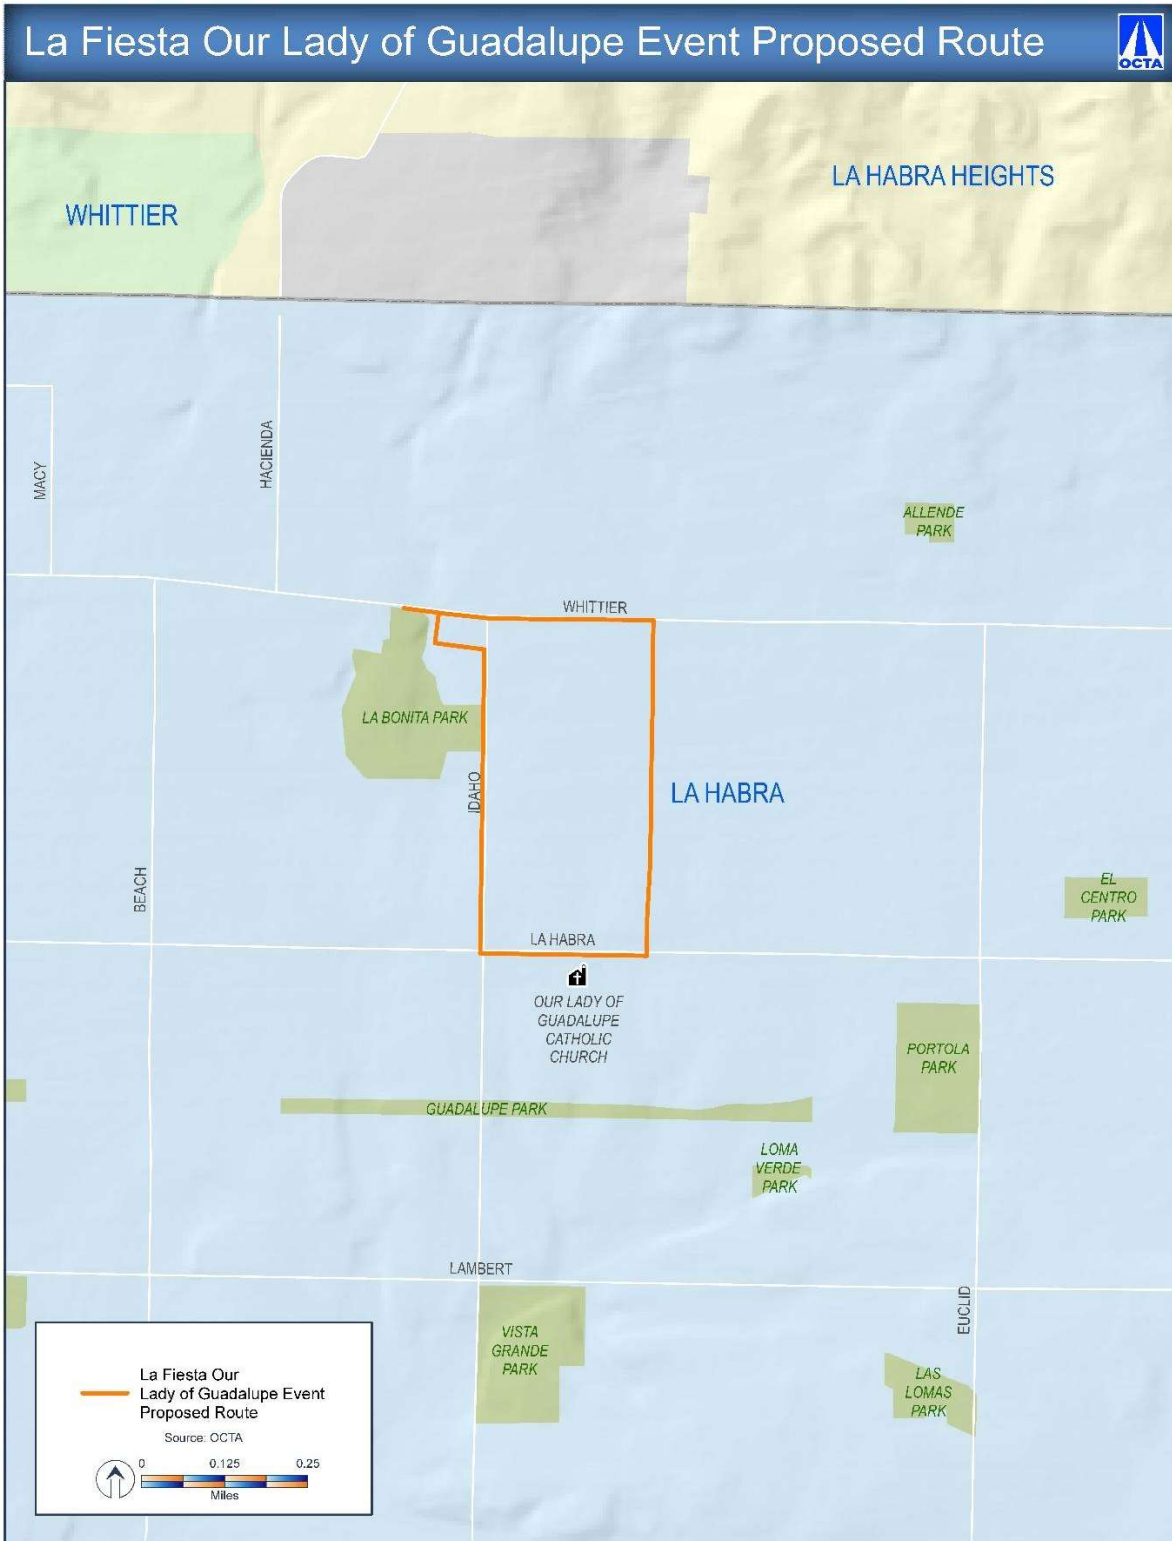 La Fiesta Our Lady of Guadalupe Event Proposed Route
OCTA
LA HABRA HEIGHTS
WHITTIER
HACIENDA
MACY
ALLENDE
PARK
WHITTIER
LA BONITA PARK
IDAHO
LA HABRA
BEACH
EL
CENTRO
PARK
LA HABRA
OUR LADY OF
GUADALUPE
CATHOLIC
CHURCH
PORTOLA
PARK
GUADALUPE PARK
LOMA
VERDE
PARK
LAMBERT
EUCLID
VISTA
GRANDE
PARK
LAS
LOMAS
PARK
La Fiesta Our
Lady of Guadalupe Event
Proposed Route
Source: OCTA
0 0.125 0.25
Miles